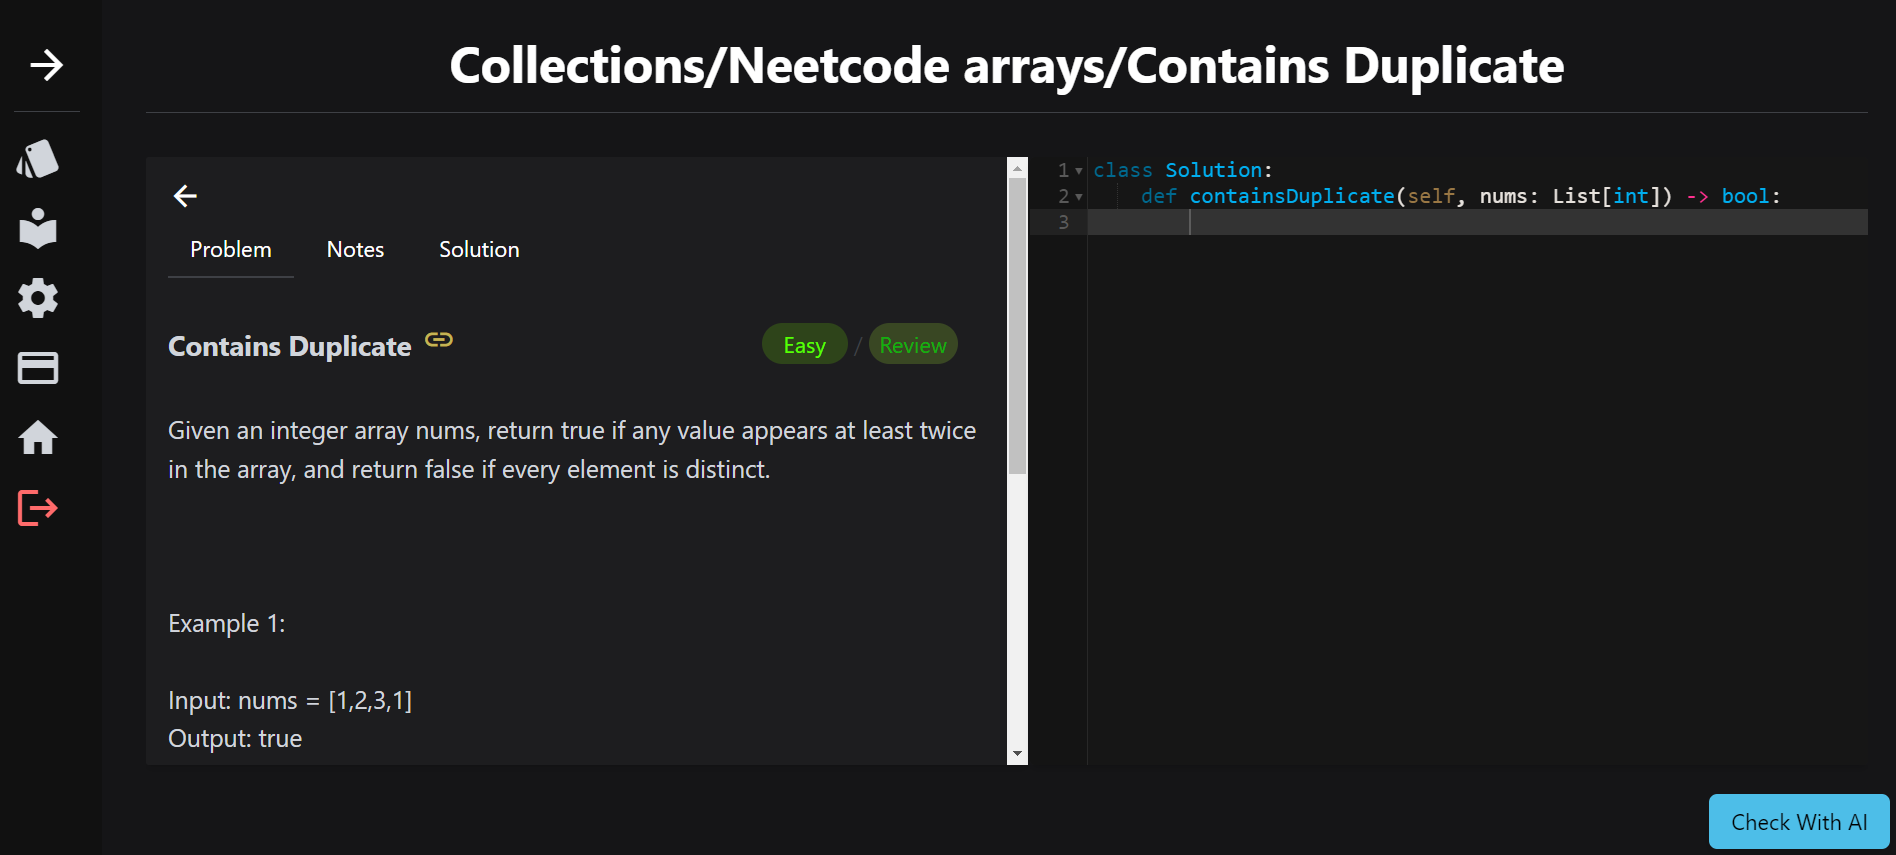 Collections/Neetcode arrays/Contains Duplicate
Problem Notes Solution
Contains Duplicate Easy / Review
Given an integer array nums, return true if any value appears at least twice
in the array, and return false if every element is distinct.
Example 1:
Input: nums = [1,2,3,1]
Output: true
1 class Solution:
2 def containsDuplicate(self, nums: List[int]) -> bool:
3
Check With AI